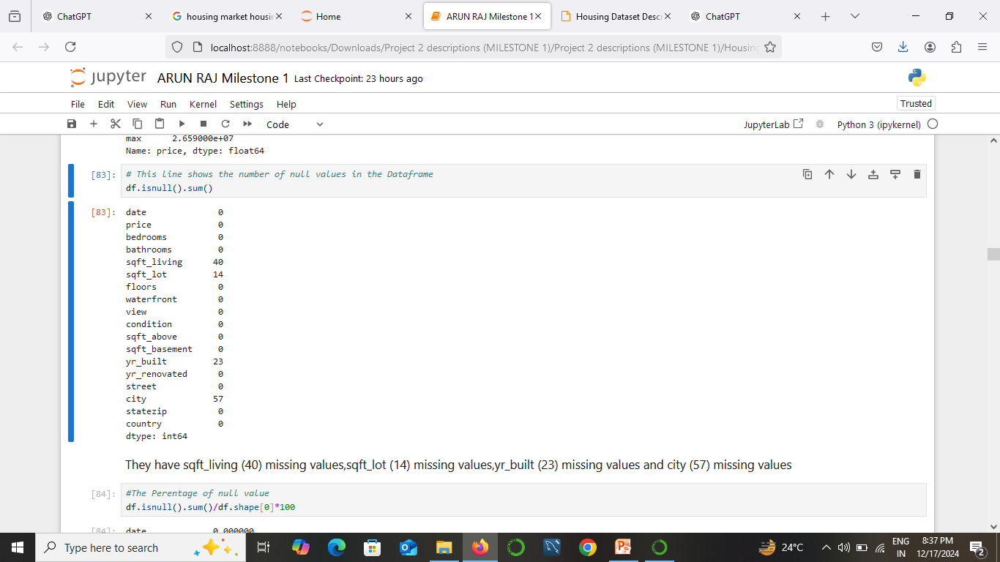 ChatGPT
housing market housin
Home
ARUN RAJ Milestone 1
Housing Dataset Descr
ChatGPT
localhost:8888/notebooks/Downloads/Project 2 descriptions (MILESTONE 1)/Project 2 descriptions (MILESTONE 1)/Housing
jupyter ARUN RAJ Milestone 1 Last Checkpoint: 23 hours ago
File Edit View Run Kernel Settings Help Trusted
Code JupyterLab Python 3 (ipykernel)
max 2.659000e+07
Name: price, dtype: float64
[83]: # This line shows the number of null values in the Dataframe
df.isnull().sum()
[83]: date 0
price 0
bedrooms 0
bathrooms 0
sqft_living 40
sqft_lot 14
floors 0
waterfront 0
view 0
condition 0
sqft_above 0
sqft_basement 0
yr_built 23
yr_renovated 0
street 0
city 57
statezip 0
country 0
dtype: int64
They have sqft_living (40) missing values,sqft_lot (14) missing values,yr_built (23) missing values and city (57) missing values
[84]: #The Perentage of null value
df.isnull().sum()/df.shape[0]*100
[84]: date 0.000000
Type here to search
24°C
ENG
IN
8:37 PM
12/17/2024
2